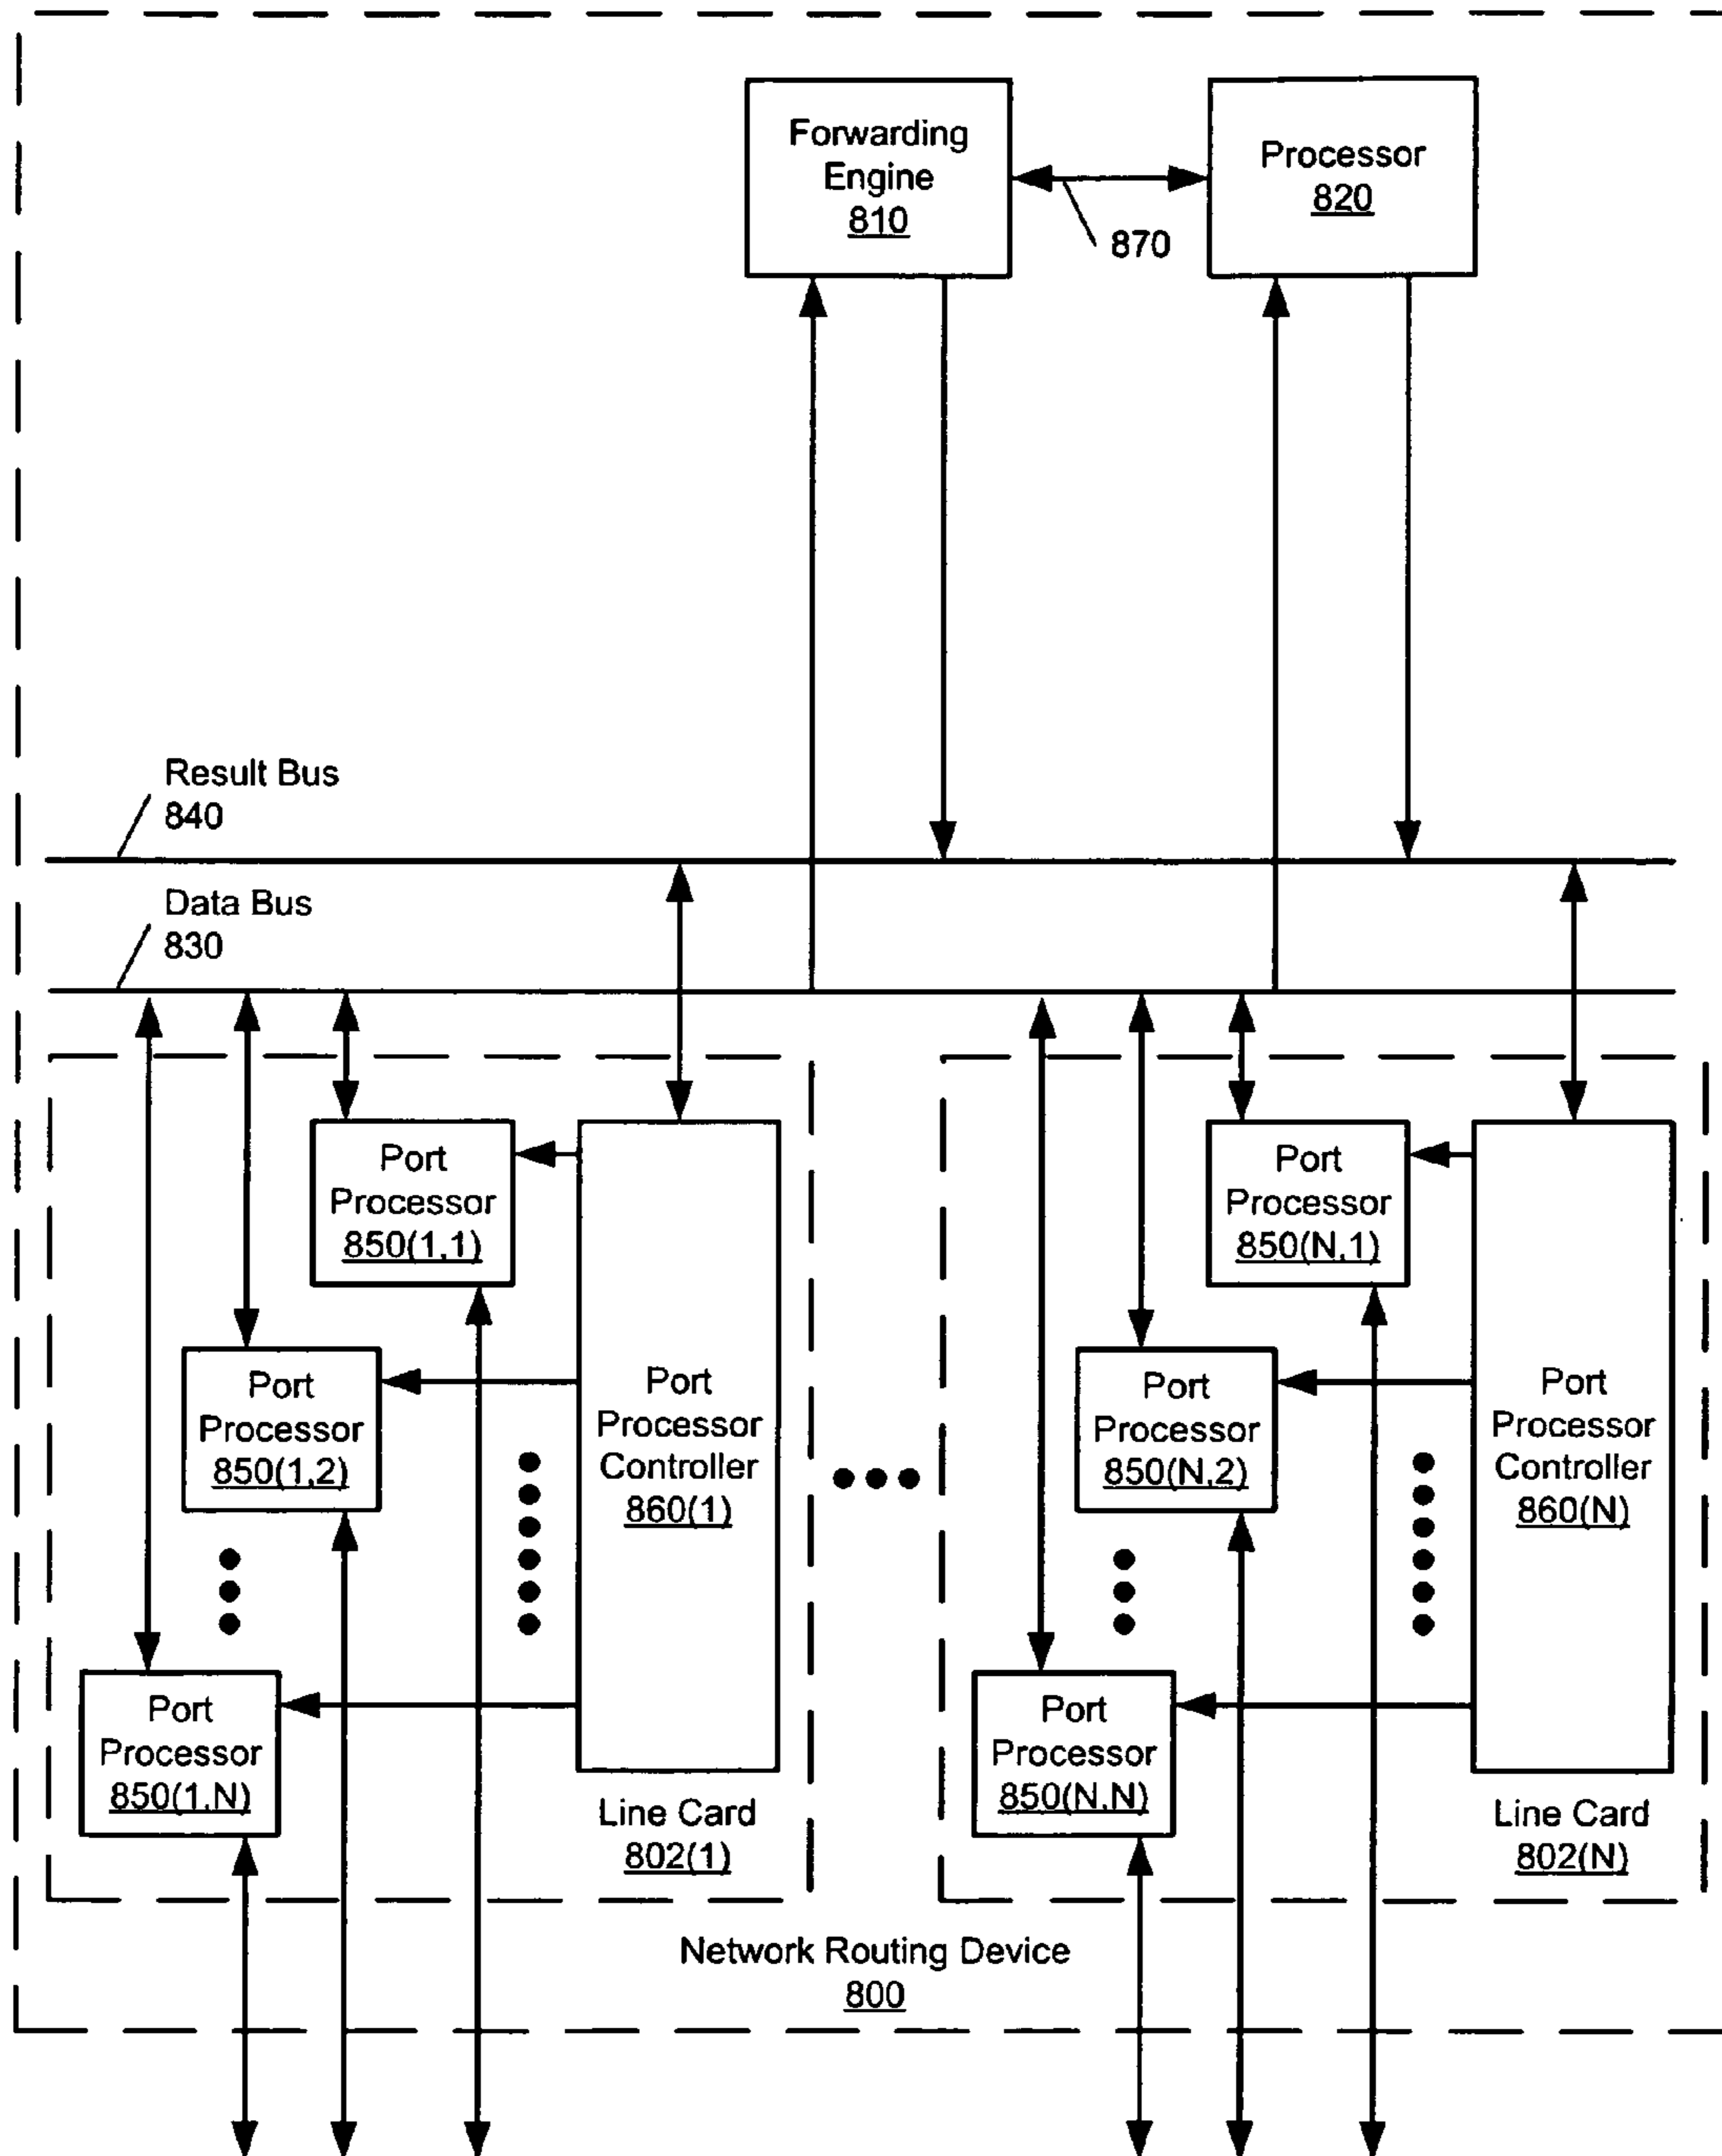 Forwarding
Engine
810
Processor
820
870
Result Bus
840
Data Bus
830
Port
Processor
850(1,1)
Port
Processor
850(N,1)
Port
Processor
850(1,2)
Port
Processor
Controller
860(1)
Port
Processor
850(N,2)
Port
Processor
Controller
860(N)
Port
Processor
850(1,N)
Line Card
802(1)
Port
Processor
850(N,N)
Line Card
802(N)
Network Routing Device
800